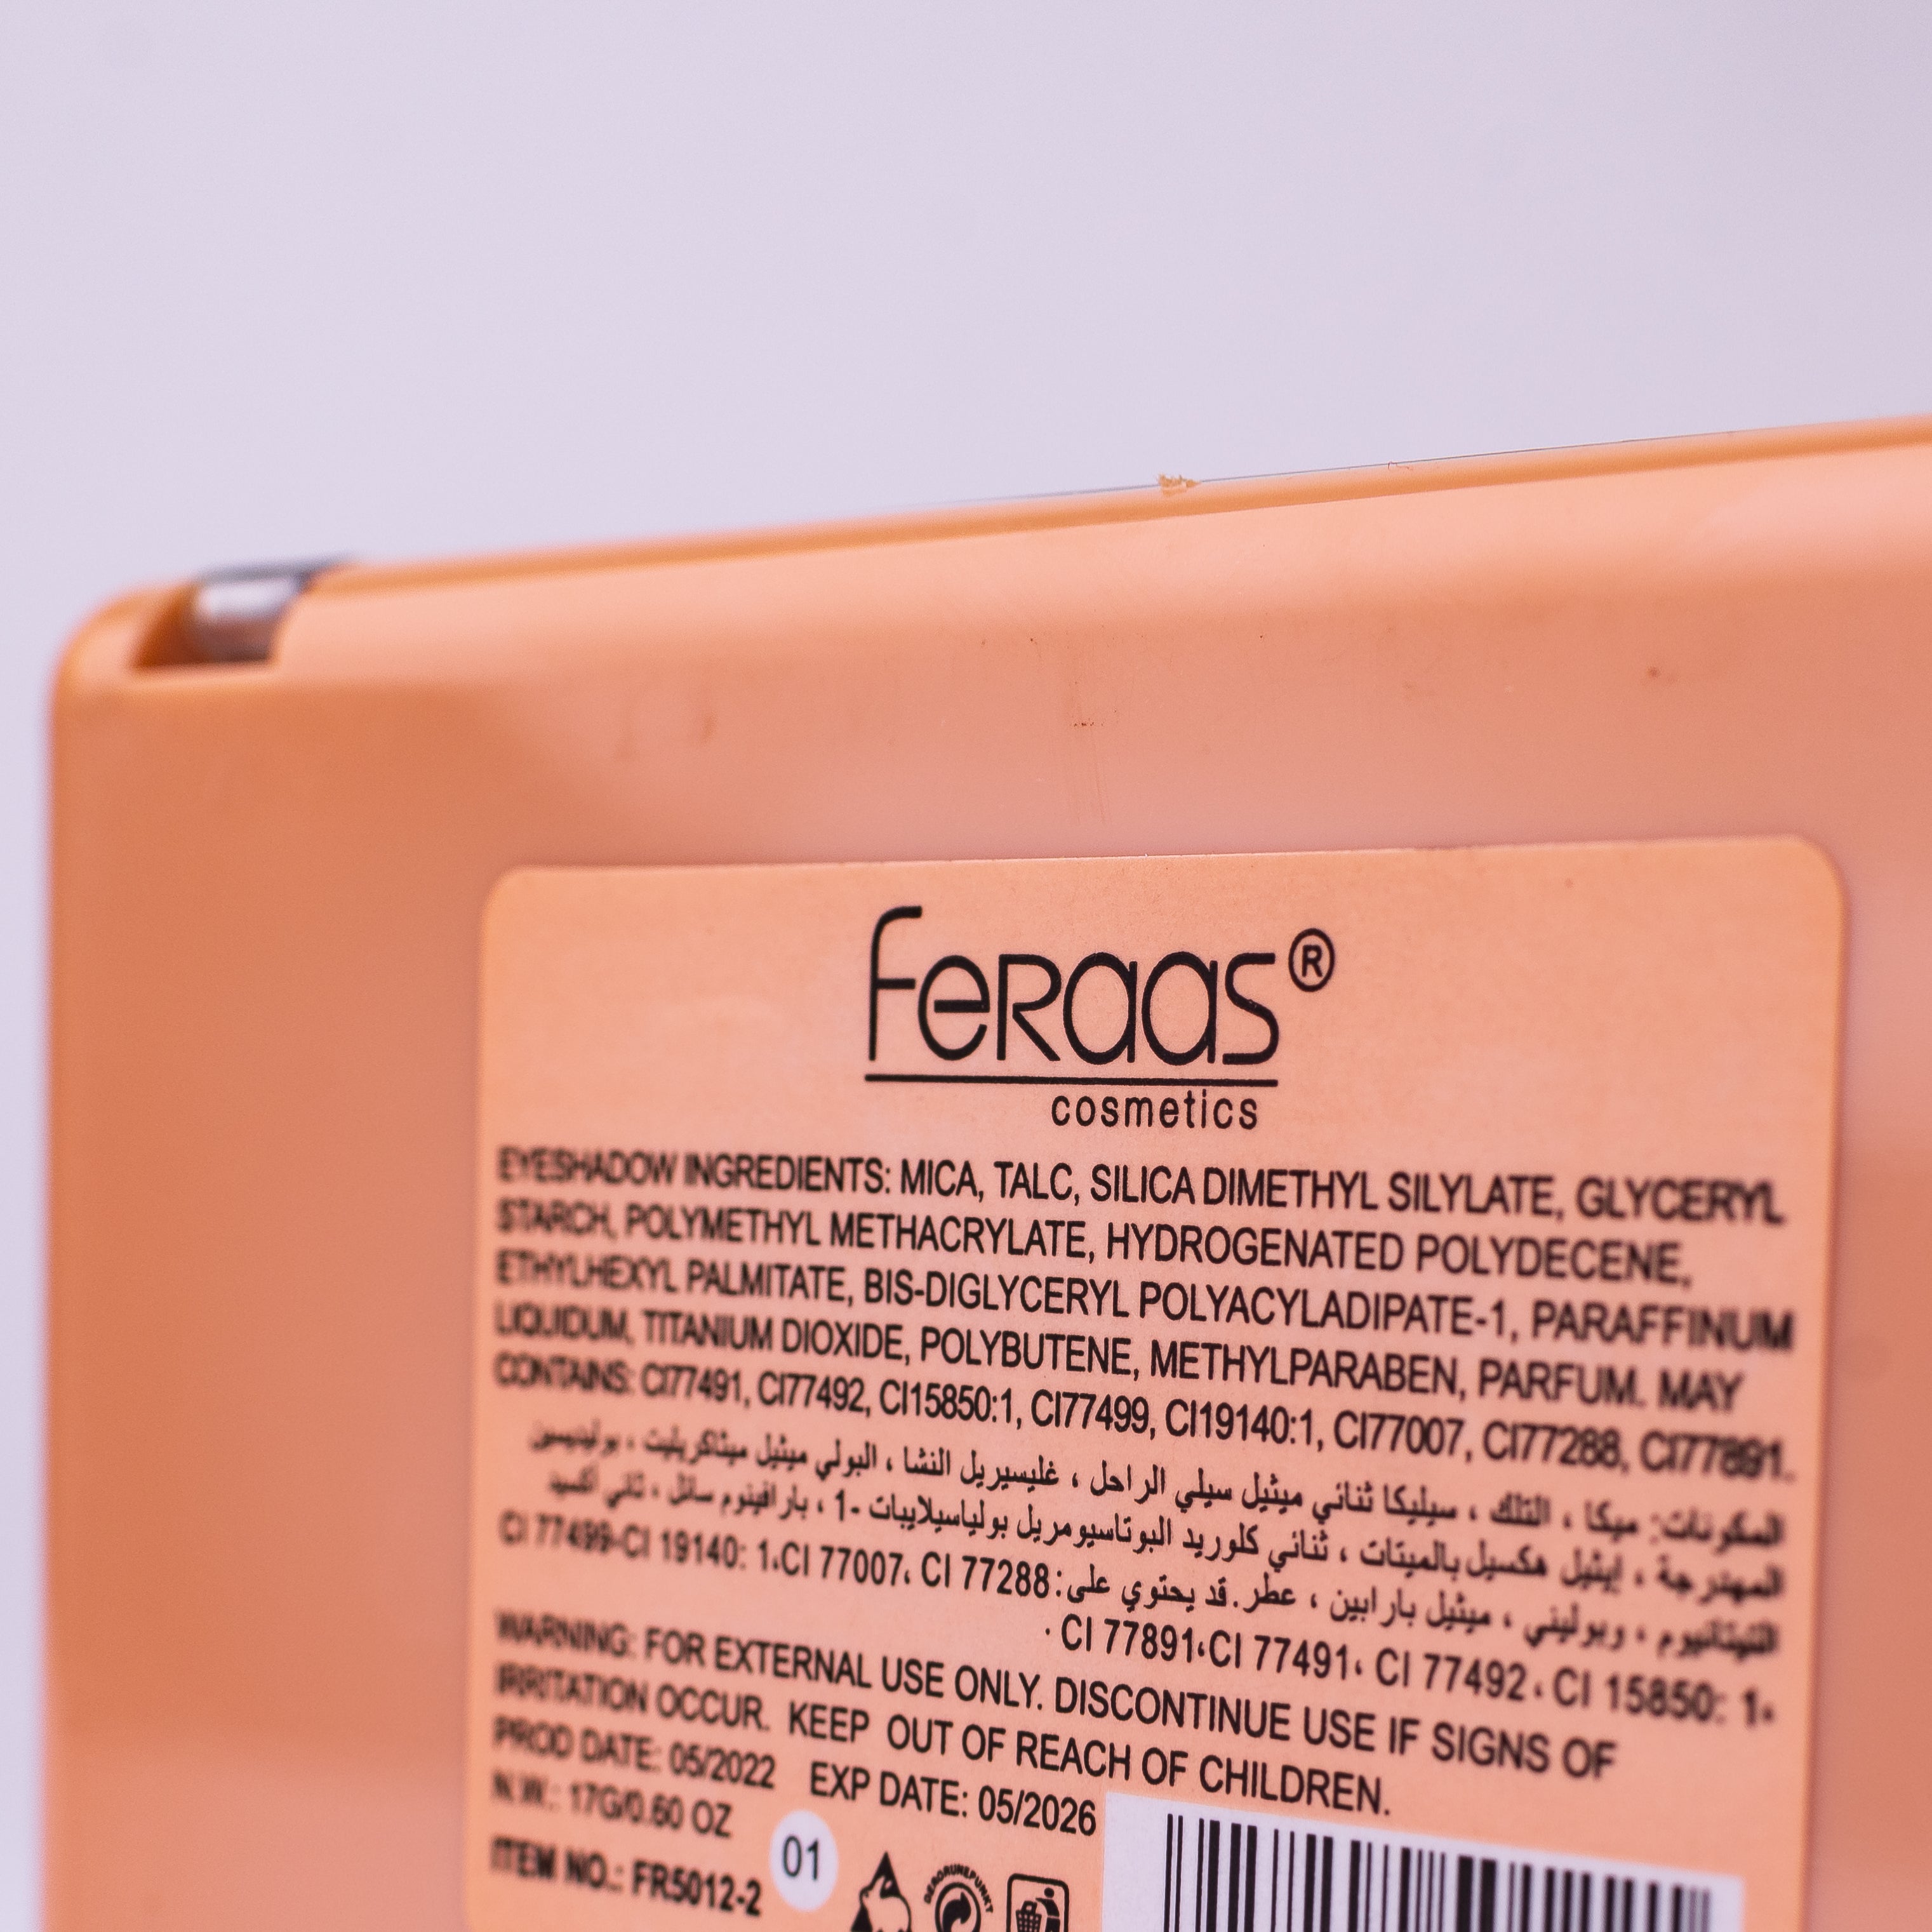 feraas®
cosmetics
EYESHADOW INGREDIENTS: MICA, TALC, SILICA DIMETHYL SILYLATE, GLYCERYL
STARCH, POLYMETHYL METHACRYLATE, HYDROGENATED POLYDECENE,
ETHYLHEXYL PALMITATE, BIS-DIGLYCERYL POLYACYLADIPATE-1, PARAFFINUM
LIQUIDUM, TITANIUM DIOXIDE, POLYBUTENE, METHYLPARABEN, PARFUM. MAY
CONTAINS: CI77491, CI77492, CI15850:1, CI77499, CI19140:1, CI77007, CI77288, CI77891.
المكونات: ميكا ، التلك ، سيليكا ثنائي ميثيل سيلي الراحل ، غليسيريل النشا ، البولي ميثيل ميثاكريليت ،
المهدرجة ، إيثيل هكسيل بالميتات ، ثنائي كلوريد البوتاسيومريل بولياسيلايبات -1 ، بارافينوم سائل ، ثاني أكسيد
التيتانيوم ، وبوليني ، ميثيل بارابين ، عطر. قد يحتوي على: CI 77499-CI 19140: 1،CI 77007، CI 77288
CI 77891،CI 77491، CI 77492،CI 15850: 1،
WARNING: FOR EXTERNAL USE ONLY. DISCONTINUE USE IF SIGNS OF
IRRITATION OCCUR. KEEP OUT OF REACH OF CHILDREN.
PROD DATE: 05/2022 EXP DATE: 05/2026
N.W.: 17G/0.60 OZ
01
ITEM NO.: FR5012-2